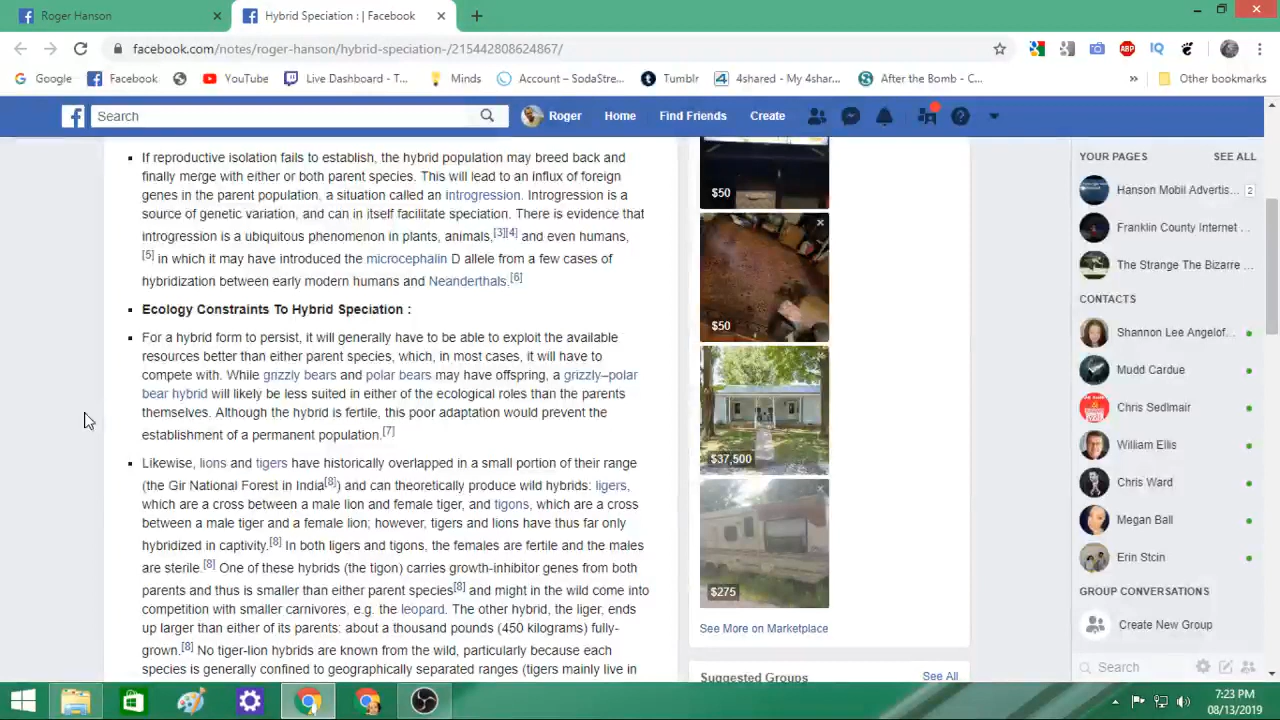 Roger Hanson
Hybrid Speciation : | Facebook
facebook.com/notes/roger-hanson/hybrid-speciation-/215442808624867/
ABP
IQ
Google
Facebook
YouTube
Live Dashboard - T...
Minds
Account – SodaStre...
Tumblr
4shared - My 4shar...
After the Bomb - C...
»
Other bookmarks
Search
Roger
Home
Find Friends
Create
If reproductive isolation fails to establish, the hybrid population may breed back and
finally merge with either or both parent species. This will lead to an influx of foreign
genes in the parent population, a situation called an introgression. Introgression is a
source of genetic variation, and can in itself facilitate speciation. There is evidence that
introgression is a ubiquitous phenomenon in plants, animals,[3][4] and even humans,
[5] in which it may have introduced the microcephalin D allele from a few cases of
hybridization between early modern humans and Neanderthals.[6]
Ecology Constraints To Hybrid Speciation :
For a hybrid form to persist, it will generally have to be able to exploit the available
resources better than either parent species, which, in most cases, it will have to
compete with. While grizzly bears and polar bears may have offspring, a grizzly–polar
bear hybrid will likely be less suited in either of the ecological roles than the parents
themselves. Although the hybrid is fertile, this poor adaptation would prevent the
establishment of a permanent population.[7]
Likewise, lions and tigers have historically overlapped in a small portion of their range
(the Gir National Forest in India[8]) and can theoretically produce wild hybrids: ligers,
which are a cross between a male lion and female tiger, and tigons, which are a cross
between a male tiger and a female lion; however, tigers and lions have thus far only
hybridized in captivity.[8] In both ligers and tigons, the females are fertile and the males
are sterile.[8] One of these hybrids (the tigon) carries growth-inhibitor genes from both
parents and thus is smaller than either parent species[8] and might in the wild come into
competition with smaller carnivores, e.g. the leopard. The other hybrid, the liger, ends
up larger than either of its parents: about a thousand pounds (450 kilograms) fully-
grown.[8] No tiger-lion hybrids are known from the wild, particularly because each
species is generally confined to geographically separated ranges (tigers mainly live in
$50
$50
$37,500
$275
See More on Marketplace
Suggested Groups
See All
YOUR PAGES
SEE ALL
Hanson Mobil Advertis...
2
Franklin County Internet ...
The Strange The Bizarre ...
CONTACTS
Shannon Lee Angelof...
Mudd Cardue
Chris Sedlmair
William Ellis
Chris Ward
Megan Ball
Erin Stcin
GROUP CONVERSATIONS
Create New Group
Search
7:23 PM
08/13/2019